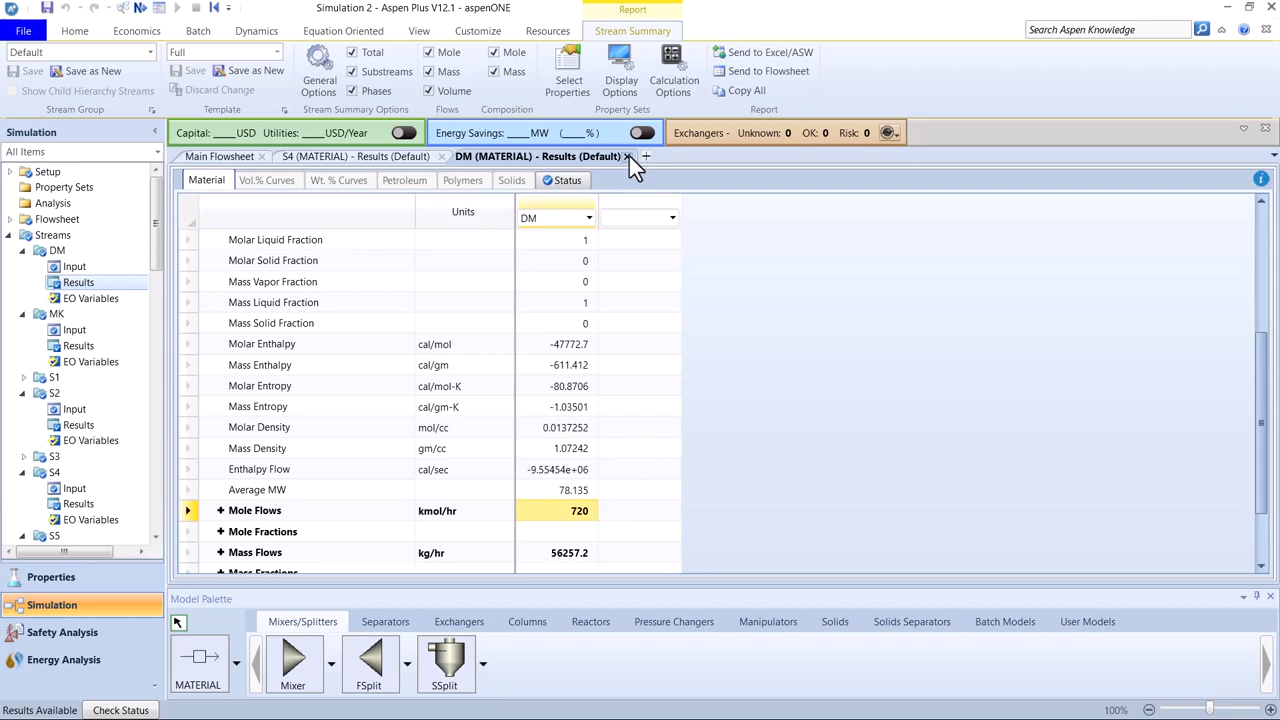 Simulation 2 - Aspen Plus V12.1 - aspenONE
Report
File Home Economics Batch Dynamics Equation Oriented View Customize Resources Stream Summary
Search Aspen Knowledge
Default
Save Save as New
Show Child Hierarchy Streams
Stream Group
Full
Save Save as New
Discard Change
Template
General Options
Total
Substreams
Phases
Stream Summary Options
Mole
Mass
Volume
Flows
Mole
Mass
Composition
Select Properties
Display Options
Calculation Options
Property Sets
Send to Excel/ASW
Send to Flowsheet
Copy All
Report
Simulation
All Items
Capital: ____USD Utilities: ____USD/Year
Energy Savings: ____MW (____%)
Exchangers - Unknown: 0 OK: 0 Risk: 0
Main Flowsheet
S4 (MATERIAL) - Results (Default)
DM (MATERIAL) - Results (Default)
Material Vol.% Curves Wt. % Curves Petroleum Polymers Solids Status
Setup
Property Sets
Analysis
Flowsheet
Streams
DM
Input
Results
EO Variables
MK
Input
Results
EO Variables
S1
S2
Input
Results
EO Variables
S3
S4
Input
Results
EO Variables
S5
Units DM
Molar Liquid Fraction 1
Molar Solid Fraction 0
Mass Vapor Fraction 0
Mass Liquid Fraction 1
Mass Solid Fraction 0
Molar Enthalpy cal/mol -47772.7
Mass Enthalpy cal/gm -611.412
Molar Entropy cal/mol-K -80.8706
Mass Entropy cal/gm-K -1.03501
Molar Density mol/cc 0.0137252
Mass Density gm/cc 1.07242
Enthalpy Flow cal/sec -9.55454e+06
Average MW 78.135
+ Mole Flows kmol/hr 720
+ Mole Fractions
+ Mass Flows kg/hr 56257.2
+ Mass Fractions
Properties
Simulation
Safety Analysis
Energy Analysis
Model Palette
Mixers/Splitters Separators Exchangers Columns Reactors Pressure Changers Manipulators Solids Solids Separators Batch Models User Models
MATERIAL Mixer FSplit SSplit
Results Available Check Status
100%